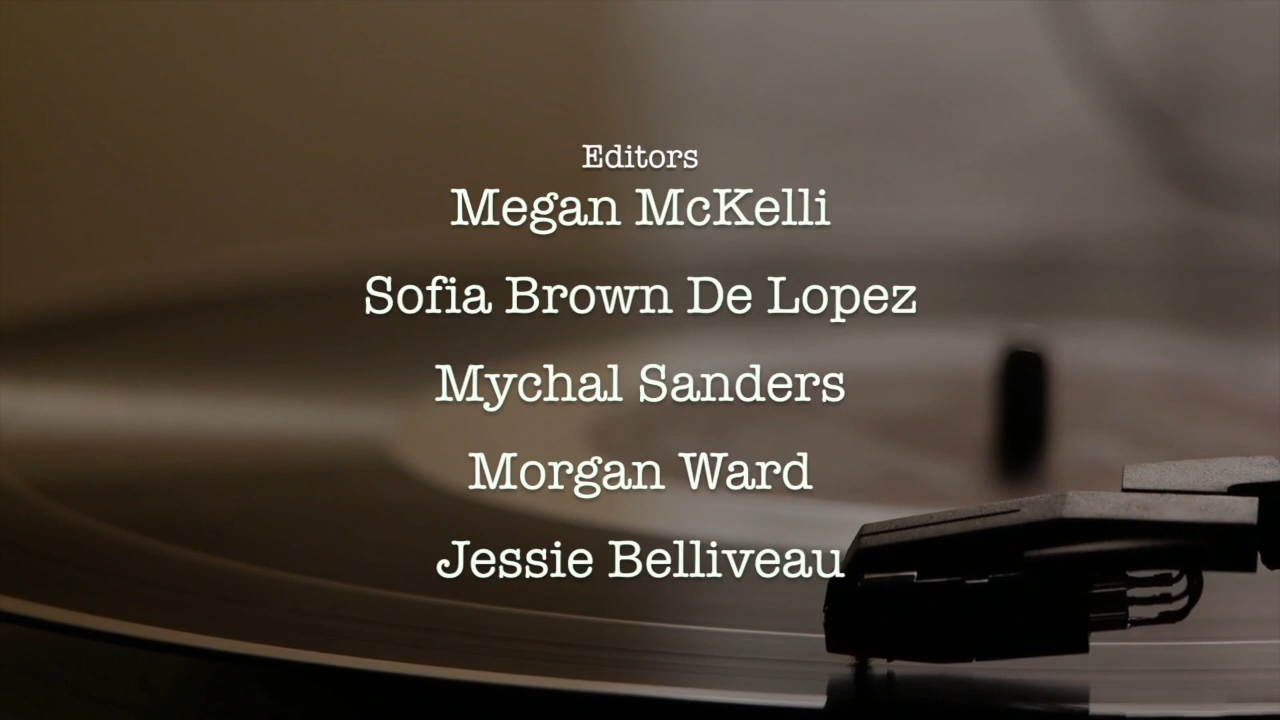 Editors
Megan McKelli
Sofia Brown De Lopez
Mychal Sanders
Morgan Ward
Jessie Belliveau